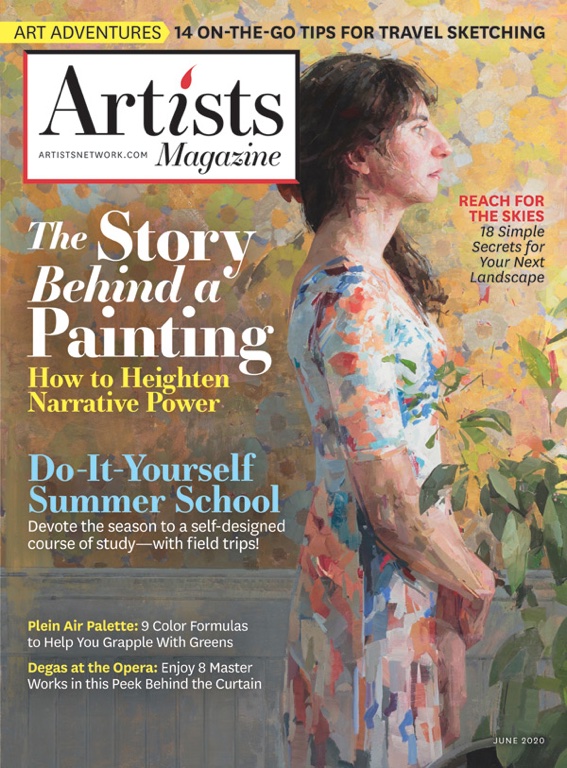 ART ADVENTURES 14 ON-THE-GO TIPS FOR TRAVEL SKETCHING
Artists
ARTISTSNETWORK.COM Magazine
REACH FOR
THE SKIES
18 Simple
Secrets for
Your Next
Landscape
The Story
Behind a
Painting
How to Heighten
Narrative Power
Do-It-Yourself
Summer School
Devote the season to a self-designed
course of study—with field trips!
Plein Air Palette: 9 Color Formulas
to Help You Grapple With Greens
Degas at the Opera: Enjoy 8 Master
Works in this Peek Behind the Curtain
JUNE 2020